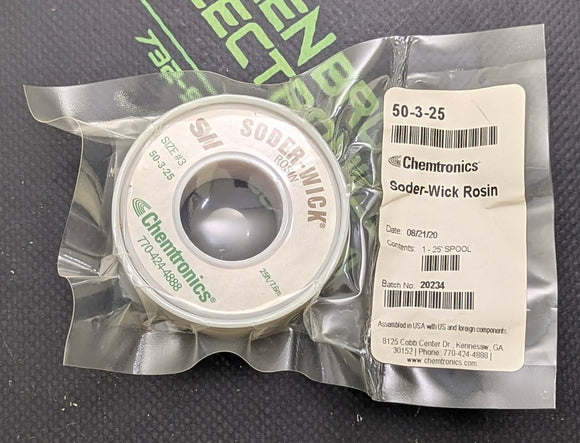 SODER-WICK®
ROSIN
SW
SIZE #3
50-3-25
Chemtronics®
770-424-4888
25ft/7.6m
50-3-25
Chemtronics®
Soder-Wick Rosin
Date: 08/21/20
Contents: 1 - 25' SPOOL
Batch No: 20234
Assembled in USA with US and foreign components.
8125 Cobb Center Dr., Kennesaw, GA
30152 | Phone: 770-424-4888 |
www.chemtronics.com